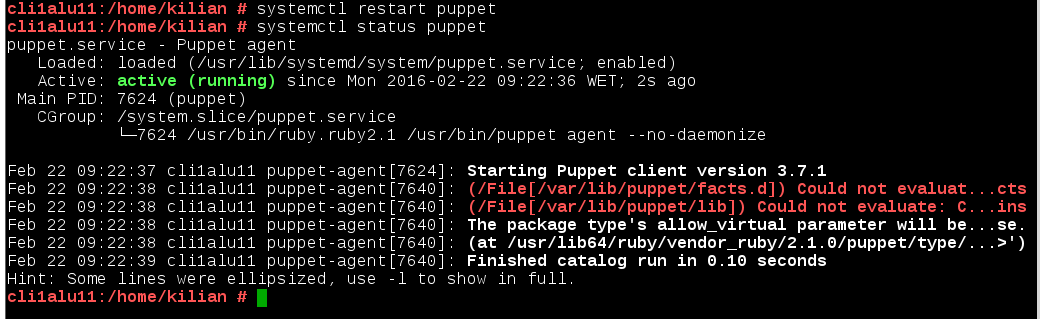 cli1alu11:/home/kilian # systemctl restart puppet
cli1alu11:/home/kilian # systemctl status puppet
puppet.service - Puppet agent
   Loaded: loaded (/usr/lib/systemd/system/puppet.service; enabled)
   Active: active (running) since Mon 2016-02-22 09:22:36 WET; 2s ago
 Main PID: 7624 (puppet)
   CGroup: /system.slice/puppet.service
           └─7624 /usr/bin/ruby.ruby2.1 /usr/bin/puppet agent --no-daemonize

Feb 22 09:22:37 cli1alu11 puppet-agent[7624]: Starting Puppet client version 3.7.1
Feb 22 09:22:38 cli1alu11 puppet-agent[7640]: (/File[/var/lib/puppet/facts.d]) Could not evaluat...cts
Feb 22 09:22:38 cli1alu11 puppet-agent[7640]: (/File[/var/lib/puppet/lib]) Could not evaluate: C...ins
Feb 22 09:22:38 cli1alu11 puppet-agent[7640]: The package type's allow_virtual parameter will be...se.
Feb 22 09:22:38 cli1alu11 puppet-agent[7640]: (at /usr/lib64/ruby/vendor_ruby/2.1.0/puppet/type/...>')
Feb 22 09:22:39 cli1alu11 puppet-agent[7640]: Finished catalog run in 0.10 seconds
Hint: Some lines were ellipsized, use -l to show in full.
cli1alu11:/home/kilian #